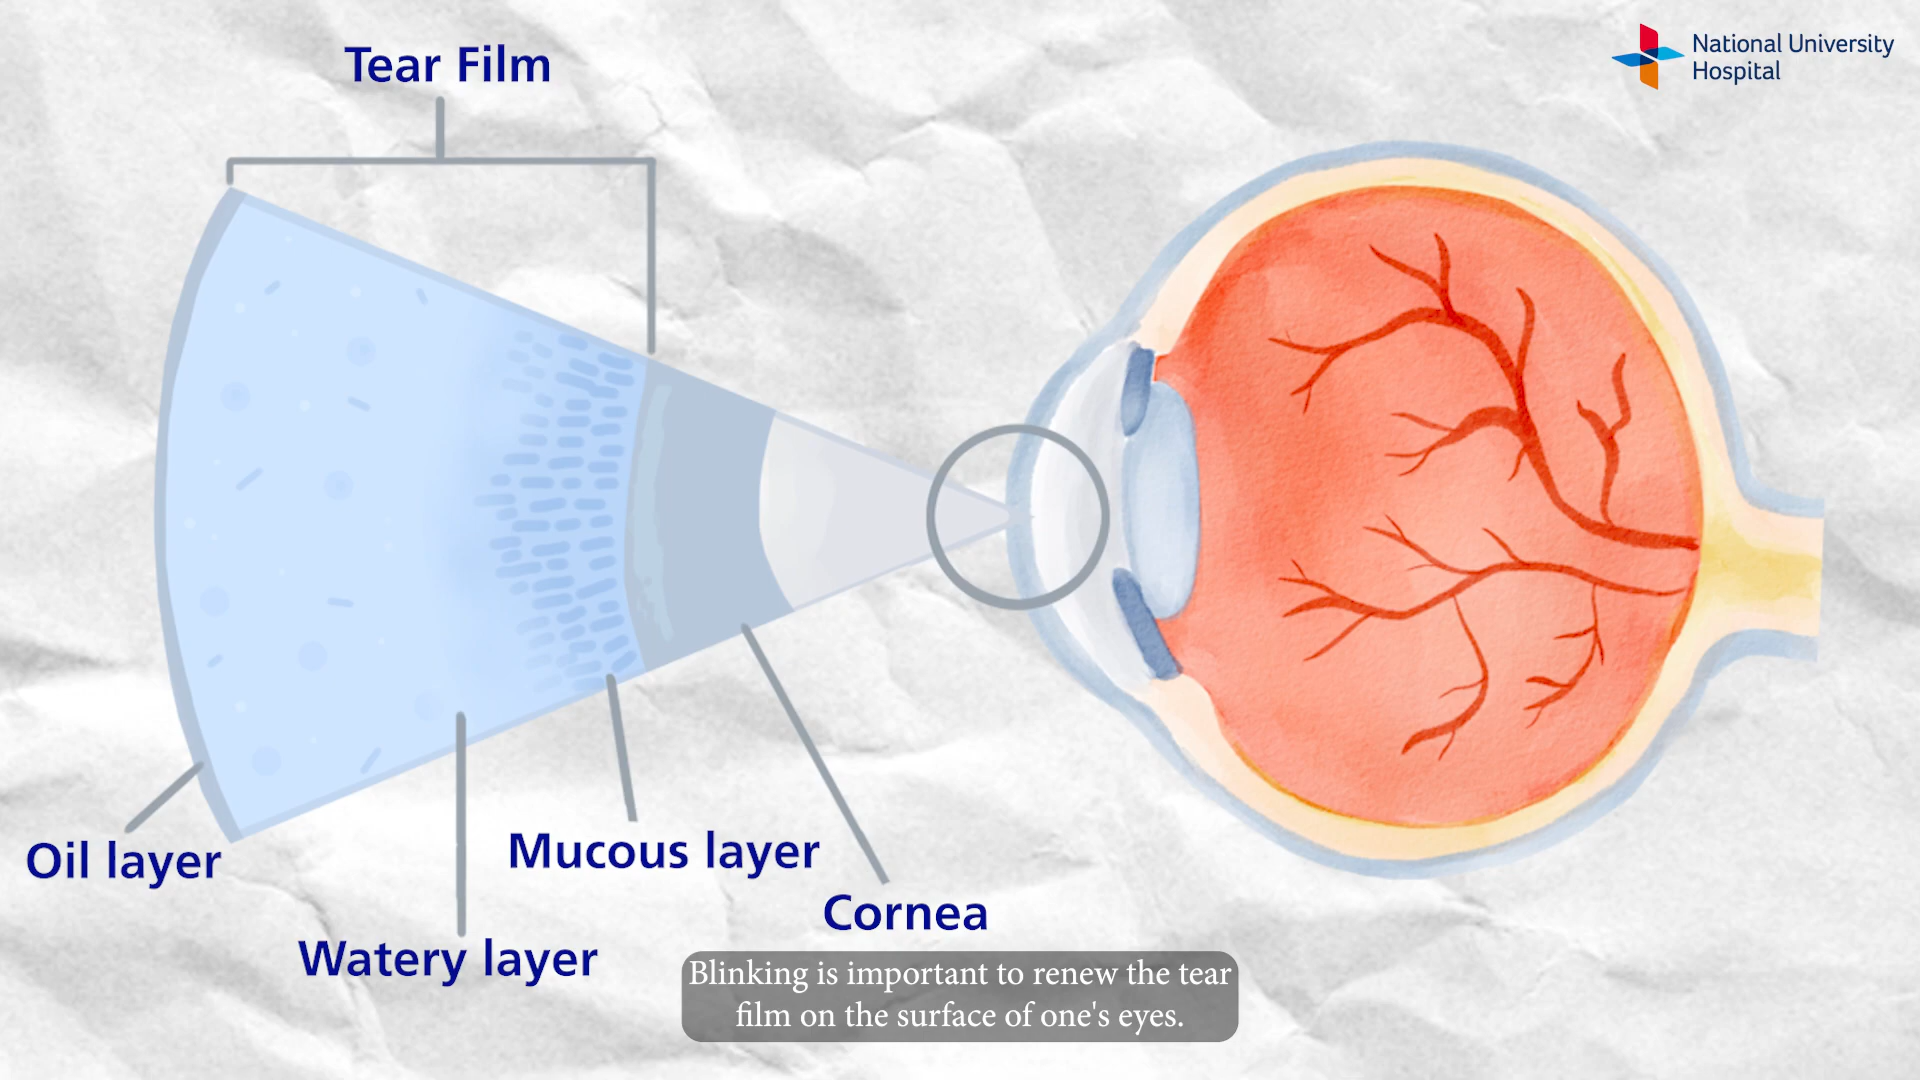 Tear Film
National University
Hospital
Oil layer
Watery layer
Mucous layer
Cornea
Blinking is important to renew the tear
film on the surface of one's eyes.